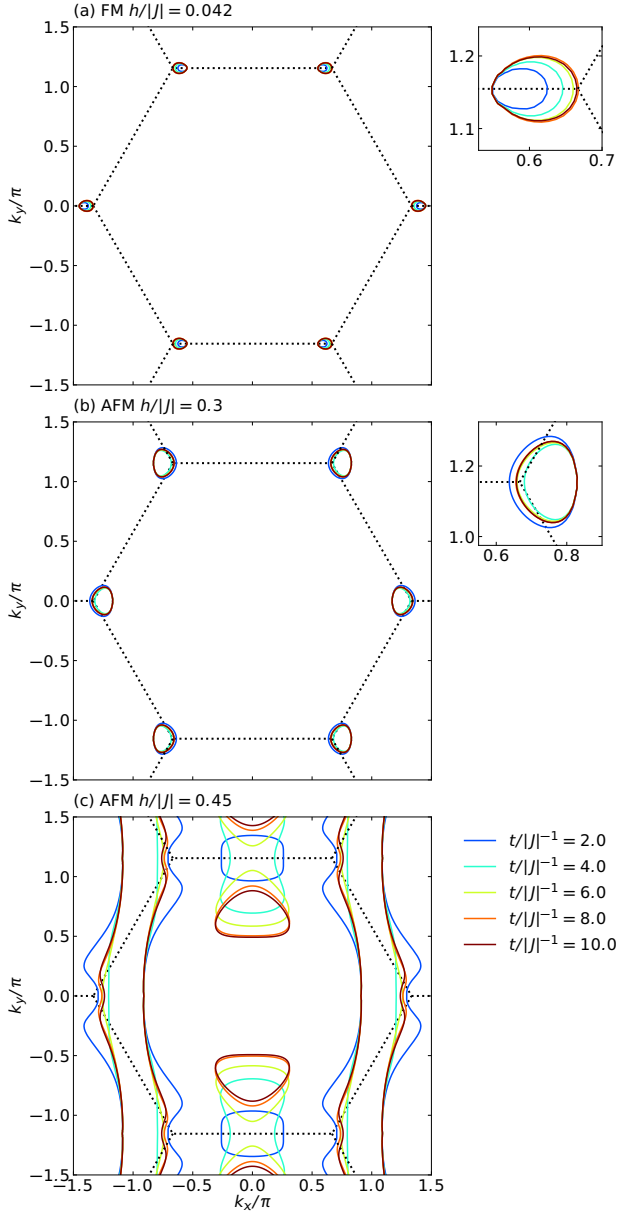 (a) FM h/|J| = 0.042
1.5
1.0
0.5
0.0
−0.5
−1.0
−1.5
k_y/π
1.2
1.1
0.6
0.7
(b) AFM h/|J| = 0.3
1.5
1.0
0.5
0.0
−0.5
−1.0
−1.5
k_y/π
1.2
1.0
0.6
0.8
(c) AFM h/|J| = 0.45
1.5
1.0
0.5
0.0
−0.5
−1.0
−1.5
k_y/π
−1.5 −1.0 −0.5 0.0 0.5 1.0 1.5
k_x/π
t/|J|⁻¹ = 2.0
t/|J|⁻¹ = 4.0
t/|J|⁻¹ = 6.0
t/|J|⁻¹ = 8.0
t/|J|⁻¹ = 10.0